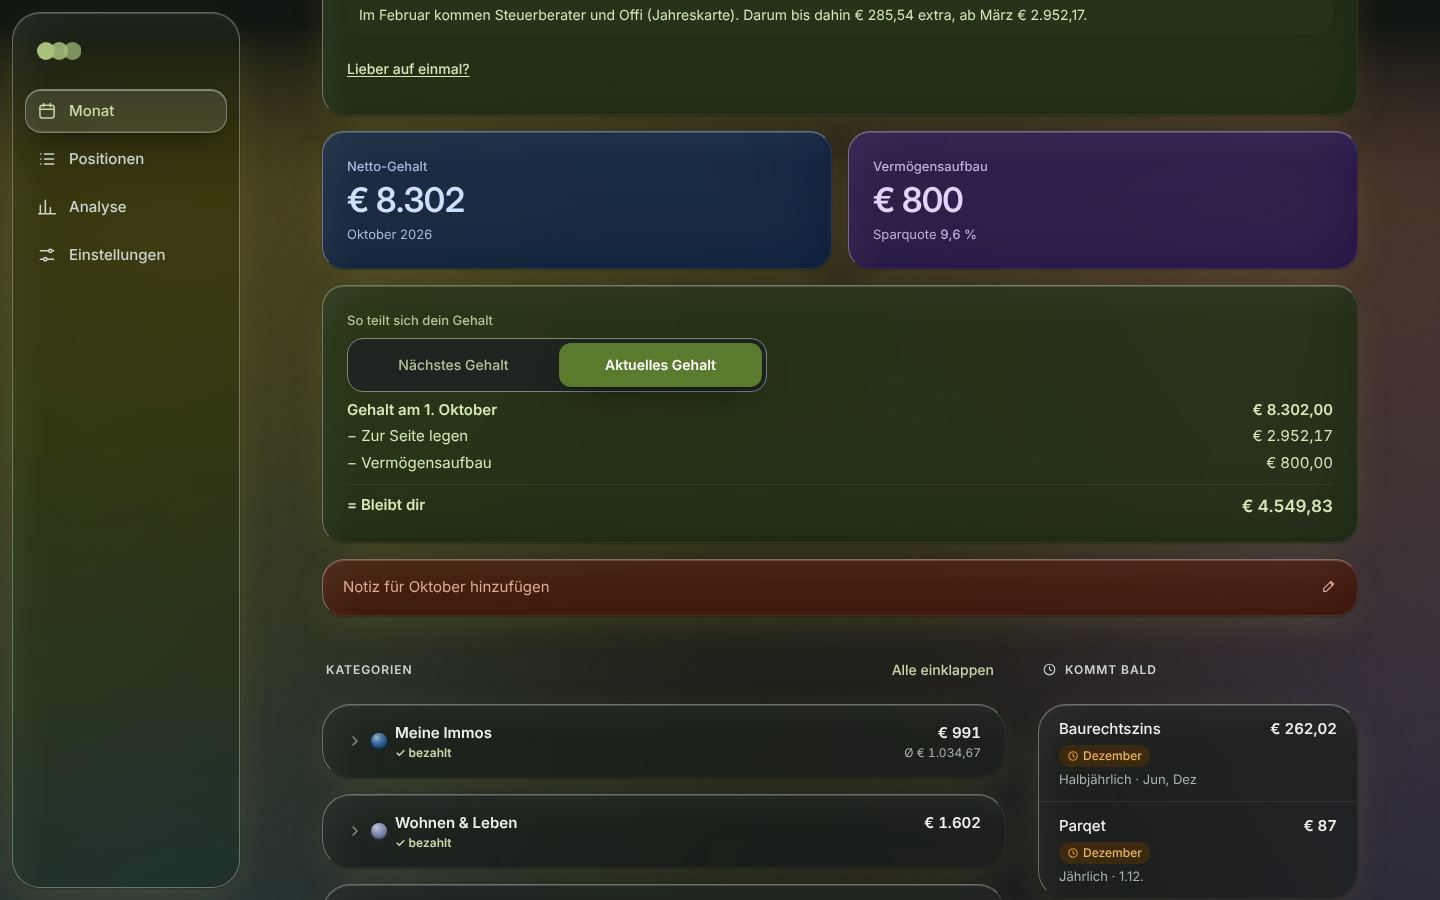 Im Februar kommen Steuerberater und Offi (Jahreskarte). Darum bis dahin € 285,54 extra, ab März € 2.952,17.
Lieber auf einmal?
Monat
Positionen
Analyse
Einstellungen
Netto-Gehalt
€ 8.302
Oktober 2026
Vermögensaufbau
€ 800
Sparquote 9,6 %
So teilt sich dein Gehalt
Nächstes Gehalt
Aktuelles Gehalt
Gehalt am 1. Oktober € 8.302,00
− Zur Seite legen € 2.952,17
− Vermögensaufbau € 800,00
= Bleibt dir € 4.549,83
Notiz für Oktober hinzufügen
KATEGORIEN
Alle einklappen
Meine Immos € 991
✓ bezahlt Ø € 1.034,67
Wohnen & Leben € 1.602
✓ bezahlt
KOMMT BALD
Baurechtszins € 262,02
Dezember
Halbjährlich · Jun, Dez
Parqet € 87
Dezember
Jährlich · 1.12.